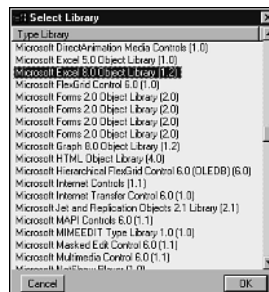 Select Library
Type Library
Microsoft DirectAnimation Media Controls (1.0)
Microsoft Excel 5.0 Object Library (1.0)
Microsoft Excel 8.0 Object Library (1.2)
Microsoft FlexGrid Control 6.0 (1.0)
Microsoft Forms 2.0 Object Library (2.0)
Microsoft Forms 2.0 Object Library (2.0)
Microsoft Forms 2.0 Object Library (2.0)
Microsoft Forms 2.0 Object Library (2.0)
Microsoft Graph 8.0 Object Library (1.2)
Microsoft HTML Object Library (4.0)
Microsoft Hierarchical FlexGrid Control 6.0 (OLEDB) (6.0)
Microsoft Internet Controls (1.1)
Microsoft Internet Transfer Control 6.0 (1.0)
Microsoft Jet and Replication Objects 2.1 Library (2.1)
Microsoft MAPI Controls 6.0 (1.1)
Microsoft MIMEEDIT Type Library 1.0 (1.0)
Microsoft Masked Edit Control 6.0 (1.1)
Microsoft Multimedia Control 6.0 (1.1)
Microsoft NetShow Player (1.0)
Cancel
OK